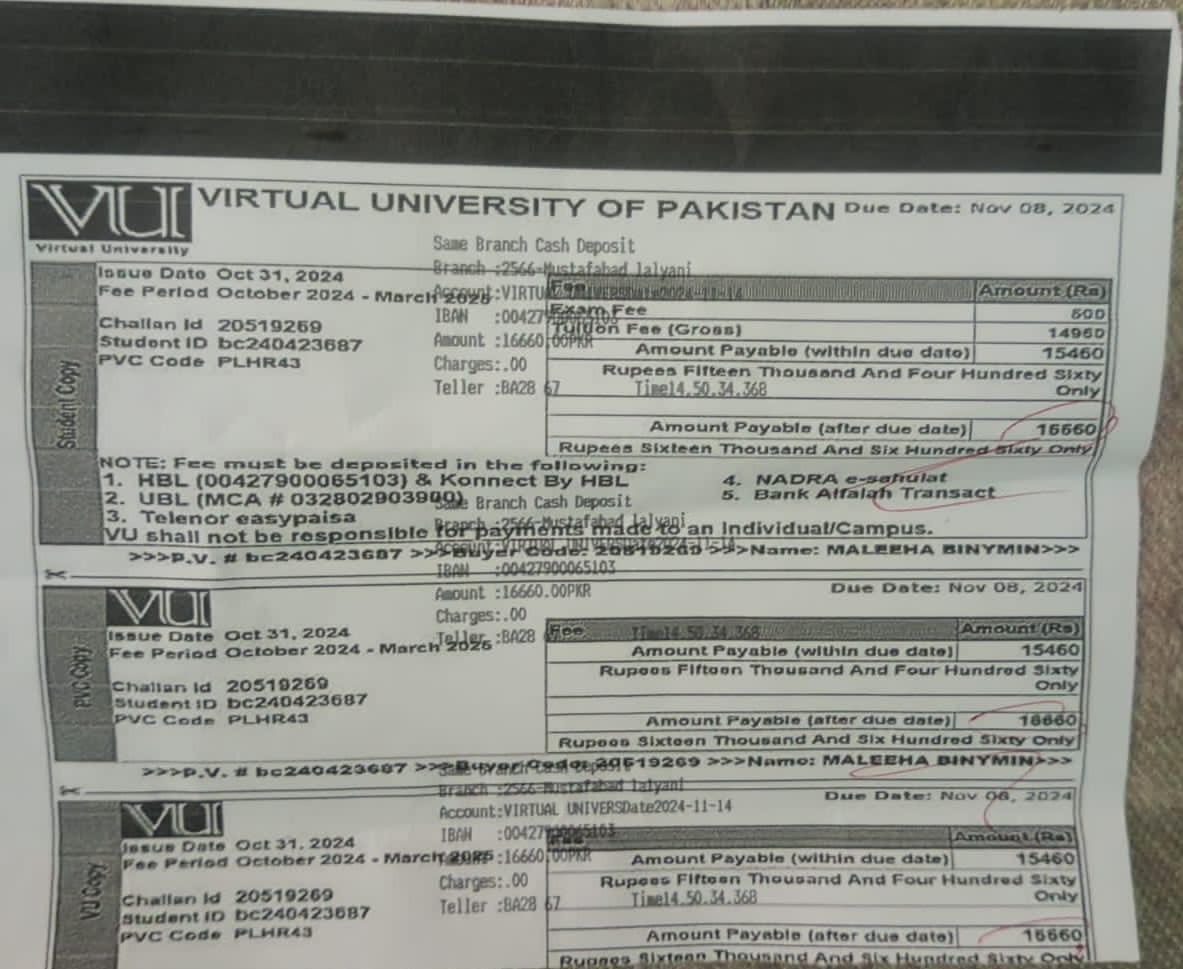 VU VIRTUAL UNIVERSITY OF PAKISTAN Due Date: Nov 08, 2024
Virtual University
Same Branch Cash Deposit
Branch :2566-Mustafabad lalyani
Issue Date Oct 31, 2024
Fee Period October 2024 - March 2025
Account:VIRTUAL UNIVERSDate2024-11-14
IBAN :00427900065103
Amount :16660.00PKR
Charges:.00
Teller :BA28 67 Time14.50.34.368
Challan Id 20519269
Student ID bc240423687
PVC Code PLHR43
Student Copy
Fee Amount (Rs)
Exam Fee 500
Tuition Fee (Gross) 14960
Amount Payable (within due date) 15460
Rupees Fifteen Thousand And Four Hundred Sixty
Only
Amount Payable (after due date) 16660
Rupees Sixteen Thousand And Six Hundred Sixty Only
NOTE: Fee must be deposited in the following:
1. HBL (00427900065103) & Konnect By HBL
2. UBL (MCA # 032802903900)
3. Telenor easypaisa
4. NADRA e-sahulat
5. Bank Alfalah Transact
VU shall not be responsible for payments made to an Individual/Campus.
>>>P.V. # bc240423687 >>>Buyer Code: 20519269 >>>Name: MALEEHA BINYMIN>>>
Same Branch Cash Deposit
Branch :2566-Mustafabad lalyani
Account:VIRTUAL UNIVERSDate2024-11-14
IBAN :00427900065103
Amount :16660.00PKR
Charges:.00
Teller :BA28 Time14.50.34.368
VU
Due Date: Nov 08, 2024
Issue Date Oct 31, 2024
Fee Period October 2024 - March 2025
Challan Id 20519269
Student ID bc240423687
PVC Code PLHR43
PVC Copy
Fee Amount (Rs)
Amount Payable (within due date) 15460
Rupees Fifteen Thousand And Four Hundred Sixty
Only
Amount Payable (after due date) 16660
Rupees Sixteen Thousand And Six Hundred Sixty Only
>>>P.V. # bc240423687 >>>Buyer Code: 20519269 >>>Name: MALEEHA BINYMIN>>>
Same Branch Cash Deposit
Branch :2566-Mustafabad lalyani
Account:VIRTUAL UNIVERSDate2024-11-14
IBAN :00427900065103
Amount :16660.00PKR
Charges:.00
Teller :BA28 67 Time14.50.34.368
VU
Due Date: Nov 08, 2024
Issue Date Oct 31, 2024
Fee Period October 2024 - March 2025
Challan Id 20519269
Student ID bc240423687
PVC Code PLHR43
VU Copy
Fee Amount (Rs)
Amount Payable (within due date) 15460
Rupees Fifteen Thousand And Four Hundred Sixty
Only
Amount Payable (after due date) 16660
Rupees Sixteen Thousand And Six Hundred Sixty Only